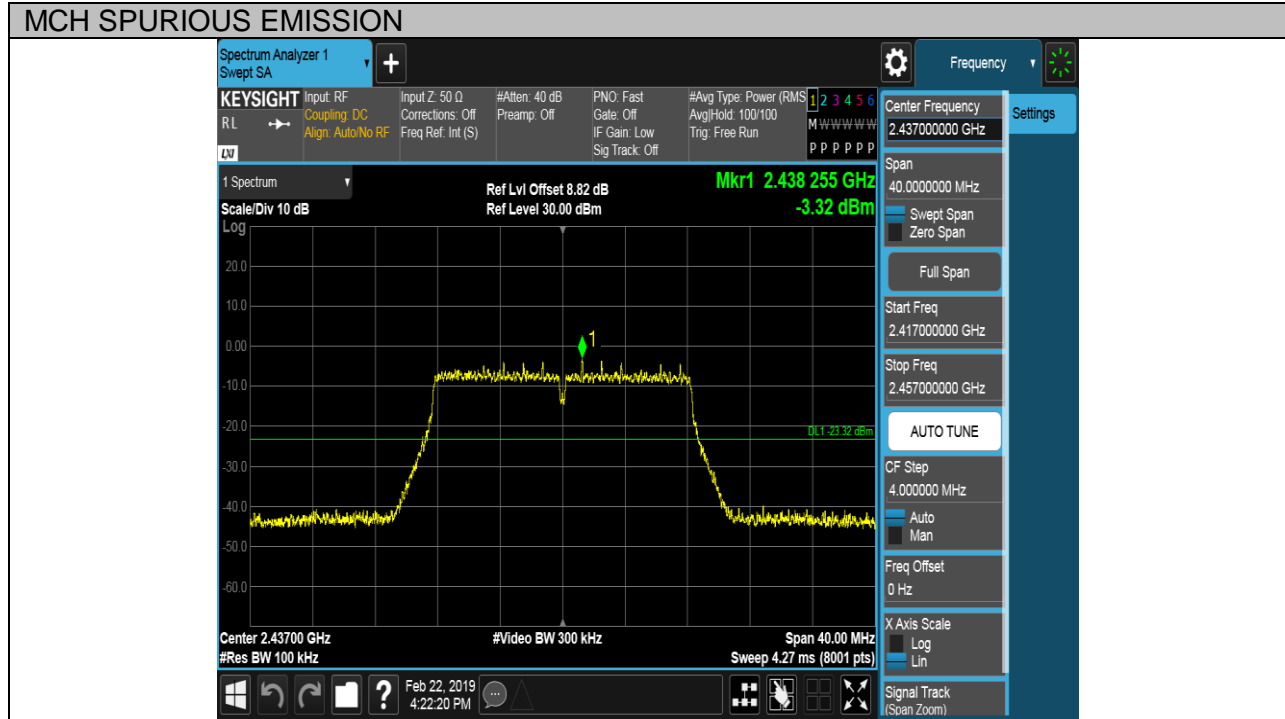 MCH SPURIOUS EMISSION
Spectrum Analyzer 1
Swept SA
+
Frequency
KEYSIGHT
RL
LXI
Input: RF
Coupling: DC
Align: Auto/No RF
Input Z: 50 Ω
Corrections: Off
Freq Ref: Int (S)
#Atten: 40 dB
Preamp: Off
PNO: Fast
Gate: Off
IF Gain: Low
Sig Track: Off
#Avg Type: Power (RMS
Avg|Hold: 100/100
Trig: Free Run
1 2 3 4 5 6
M W W W W W
P P P P P P
1 Spectrum
Scale/Div 10 dB
Ref Lvl Offset 8.82 dB
Ref Level 30.00 dBm
Mkr1 2.438 255 GHz
-3.32 dBm
Log
20.0
10.0
0.00
-10.0
-20.0
-30.0
-40.0
-50.0
-60.0
1
DL1 -23.32 dBm
Center 2.43700 GHz
#Video BW 300 kHz
Span 40.00 MHz
#Res BW 100 kHz
Sweep 4.27 ms (8001 pts)
Center Frequency
2.437000000 GHz
Settings
Span
40.0000000 MHz
Swept Span
Zero Span
Full Span
Start Freq
2.417000000 GHz
Stop Freq
2.457000000 GHz
AUTO TUNE
CF Step
4.000000 MHz
Auto
Man
Freq Offset
0 Hz
X Axis Scale
Log
Lin
Signal Track
(Span Zoom)
?
Feb 22, 2019
4:22:20 PM